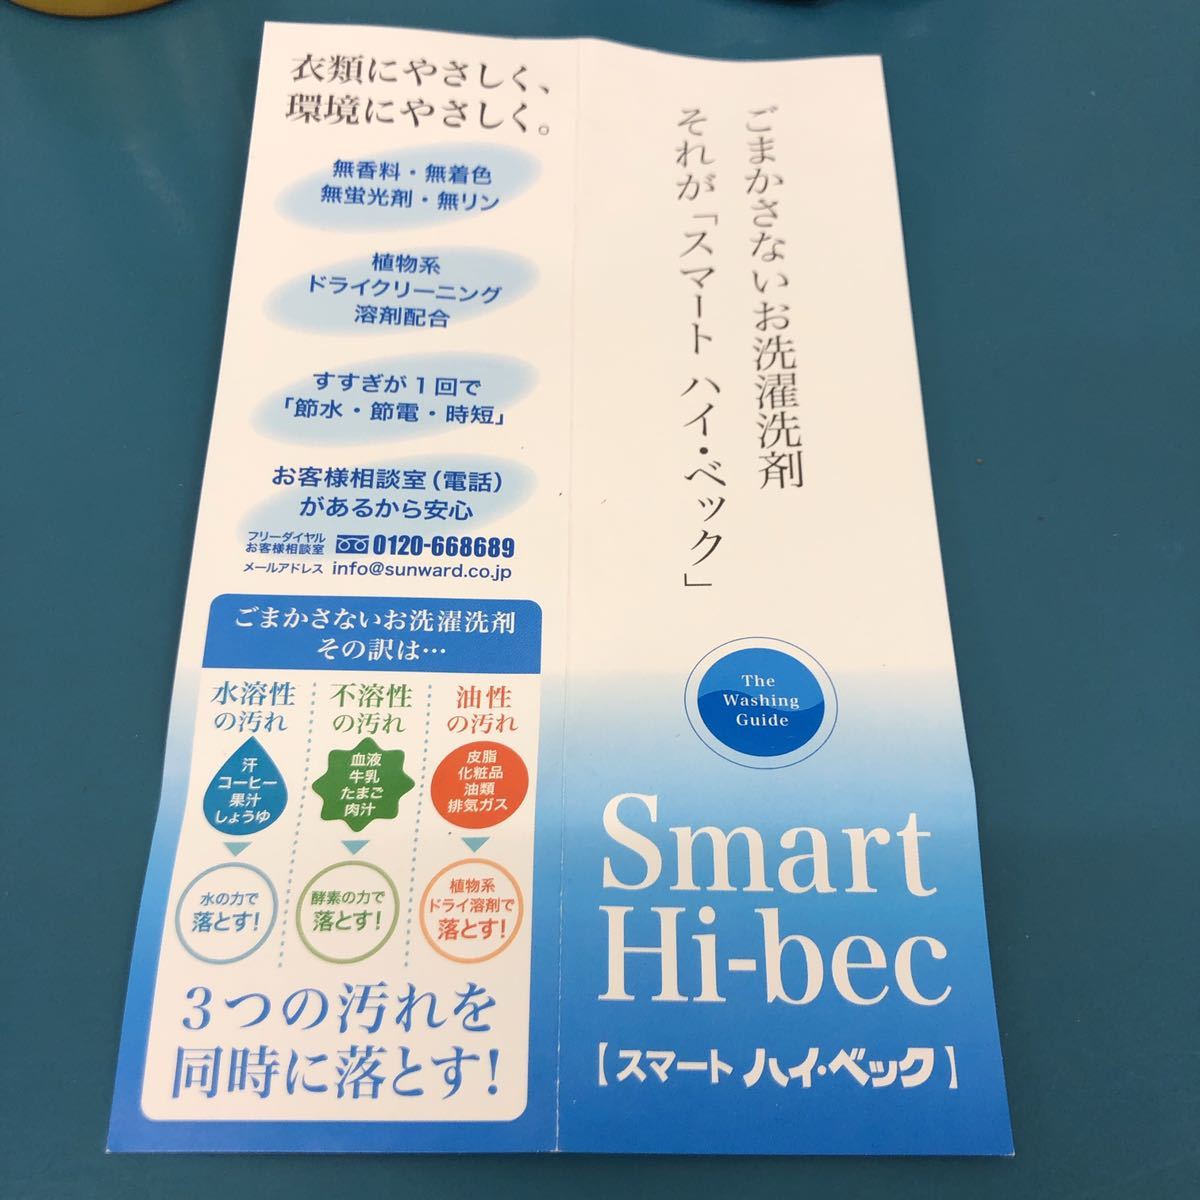 衣類にやさしく、
環境にやさしく。
無香料・無着色
無蛍光剤・無リン
植物系
ドライクリーニング
溶剤配合
すすぎが1回で
「節水・節電・時短」
お客様相談室(電話)
があるから安心
フリーダイヤル
お客様相談室
0120-668689
メールアドレス info@sunward.co.jp
ごまかさないお洗濯洗剤
その訳は…
水溶性
の汚れ
汗
コーヒー
果汁
しょうゆ
水の力で
落とす!
不溶性
の汚れ
血液
牛乳
たまご
肉汁
酵素の力で
落とす!
油性
の汚れ
皮脂
化粧品
油類
排気ガス
植物系
ドライ溶剤で
落とす!
3つの汚れを
同時に落とす!
ごまかさないお洗濯洗剤
それが「スマート ハイ・ベック」
The
Washing
Guide
Smart
Hi-bec
【スマート ハイ・ベック】